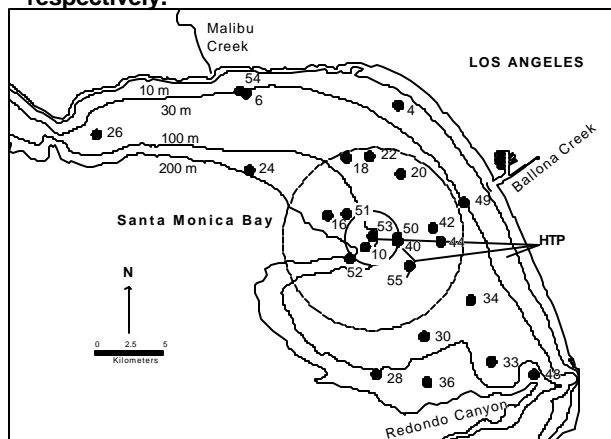 respectively.
Malibu
Creek
LOS ANGELES
54
10 m
6
30 m
4
26
100 m
22
18
200 m
24
20
Ballona Creek
49
51
Santa Monica Bay
16
42
53
50
44
HTP
40
10
52
55
N
34
0 2.5 5
Kilometers
30
33
28
36
48
Redondo Canyon